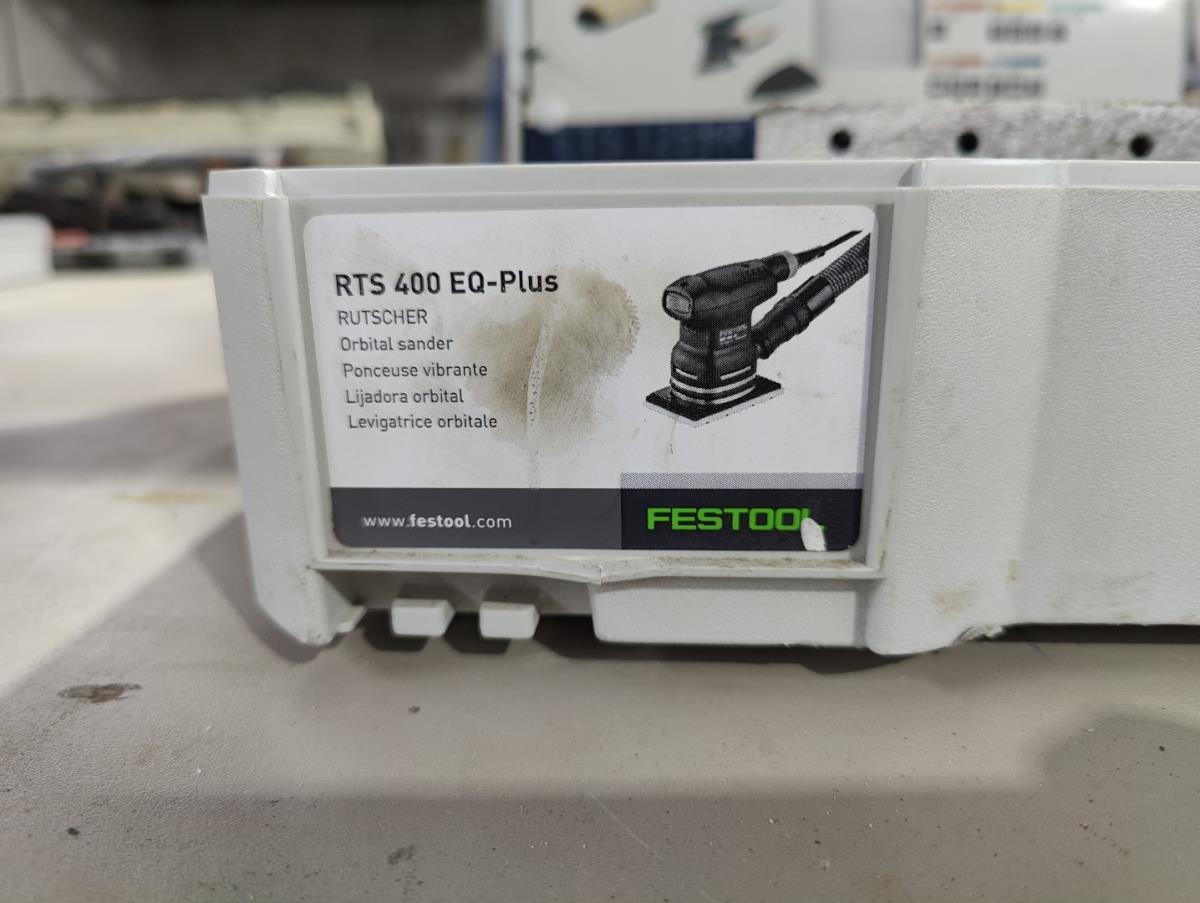 RTS 400 EQ-Plus
RUTSCHER
Orbital sander
Ponceuse vibrante
Lijadora orbital
Levigatrice orbitale
www.festool.com
FESTOOL